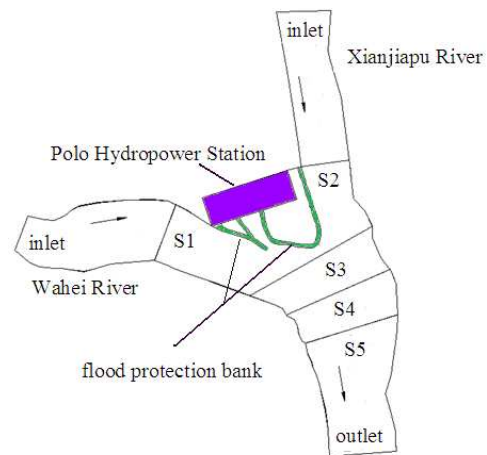 inlet
Xianjiapu River
Polo Hydropower Station
S2
S1
inlet
S3
Wahei River
S4
S5
flood protection bank
outlet